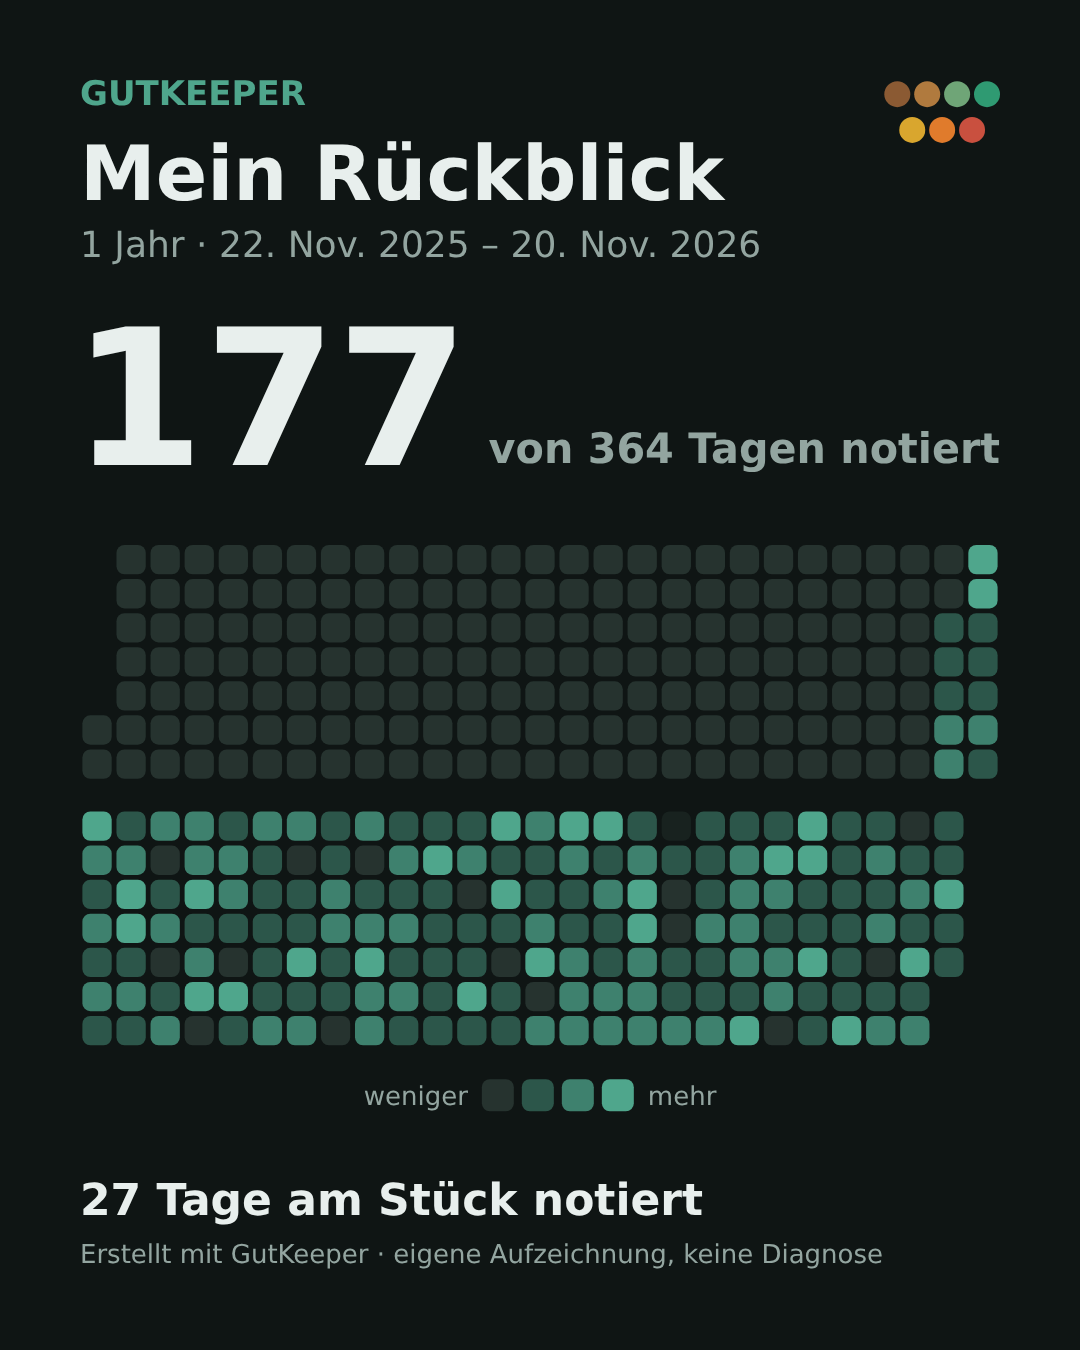 GUTKEEPER
Mein Rückblick
1 Jahr · 22. Nov. 2025 – 20. Nov. 2026
177 von 364 Tagen notiert
weniger mehr
27 Tage am Stück notiert
Erstellt mit GutKeeper · eigene Aufzeichnung, keine Diagnose